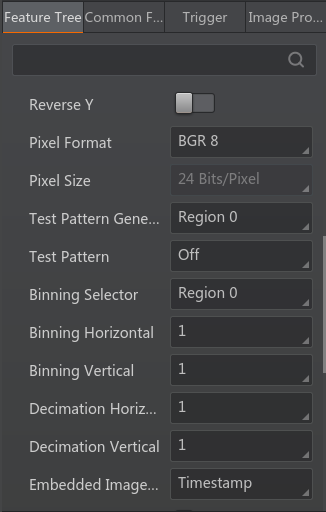 Feature Tree Common F... Trigger Image Pro...
Reverse Y
Pixel Format BGR 8
Pixel Size 24 Bits/Pixel
Test Pattern Gene... Region 0
Test Pattern Off
Binning Selector Region 0
Binning Horizontal 1
Binning Vertical 1
Decimation Horiz... 1
Decimation Vertical 1
Embedded Image... Timestamp